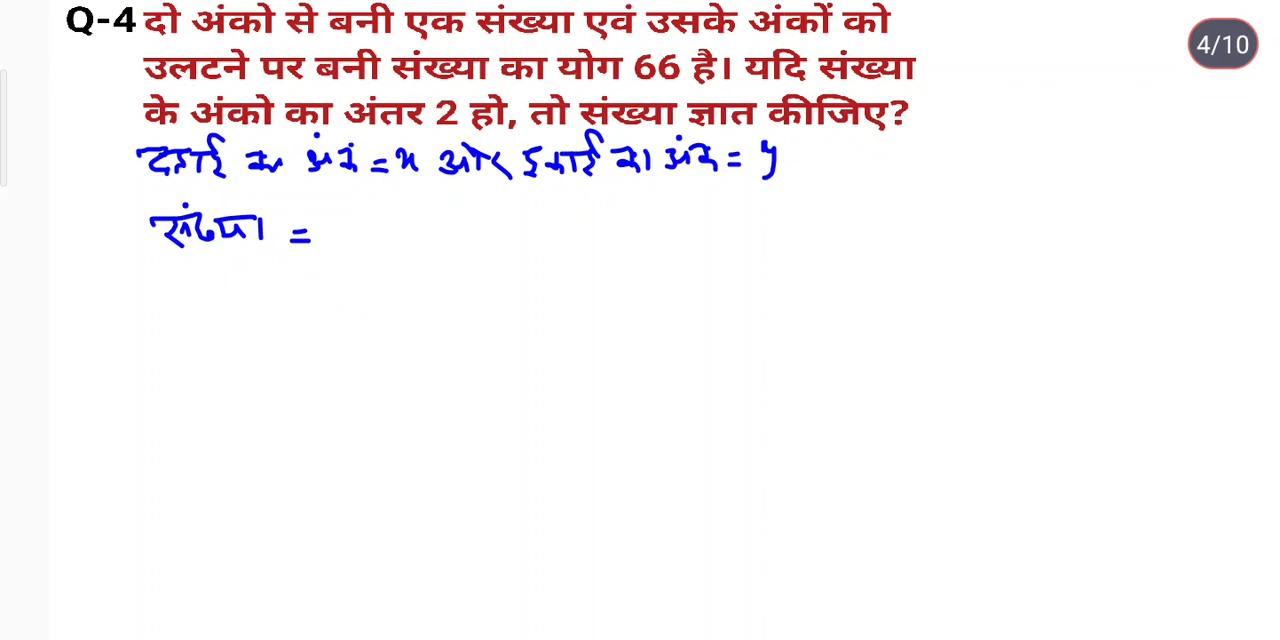 Q-4 दो अंको से बनी एक संख्या एवं उसके अंकों को
4/10
उलटने पर बनी संख्या का योग 66 है। यदि संख्या
के अंको का अंतर 2 हो, तो संख्या ज्ञात कीजिए?
दहाई का अंक = x और इकाई का अंक = y
संख्या =